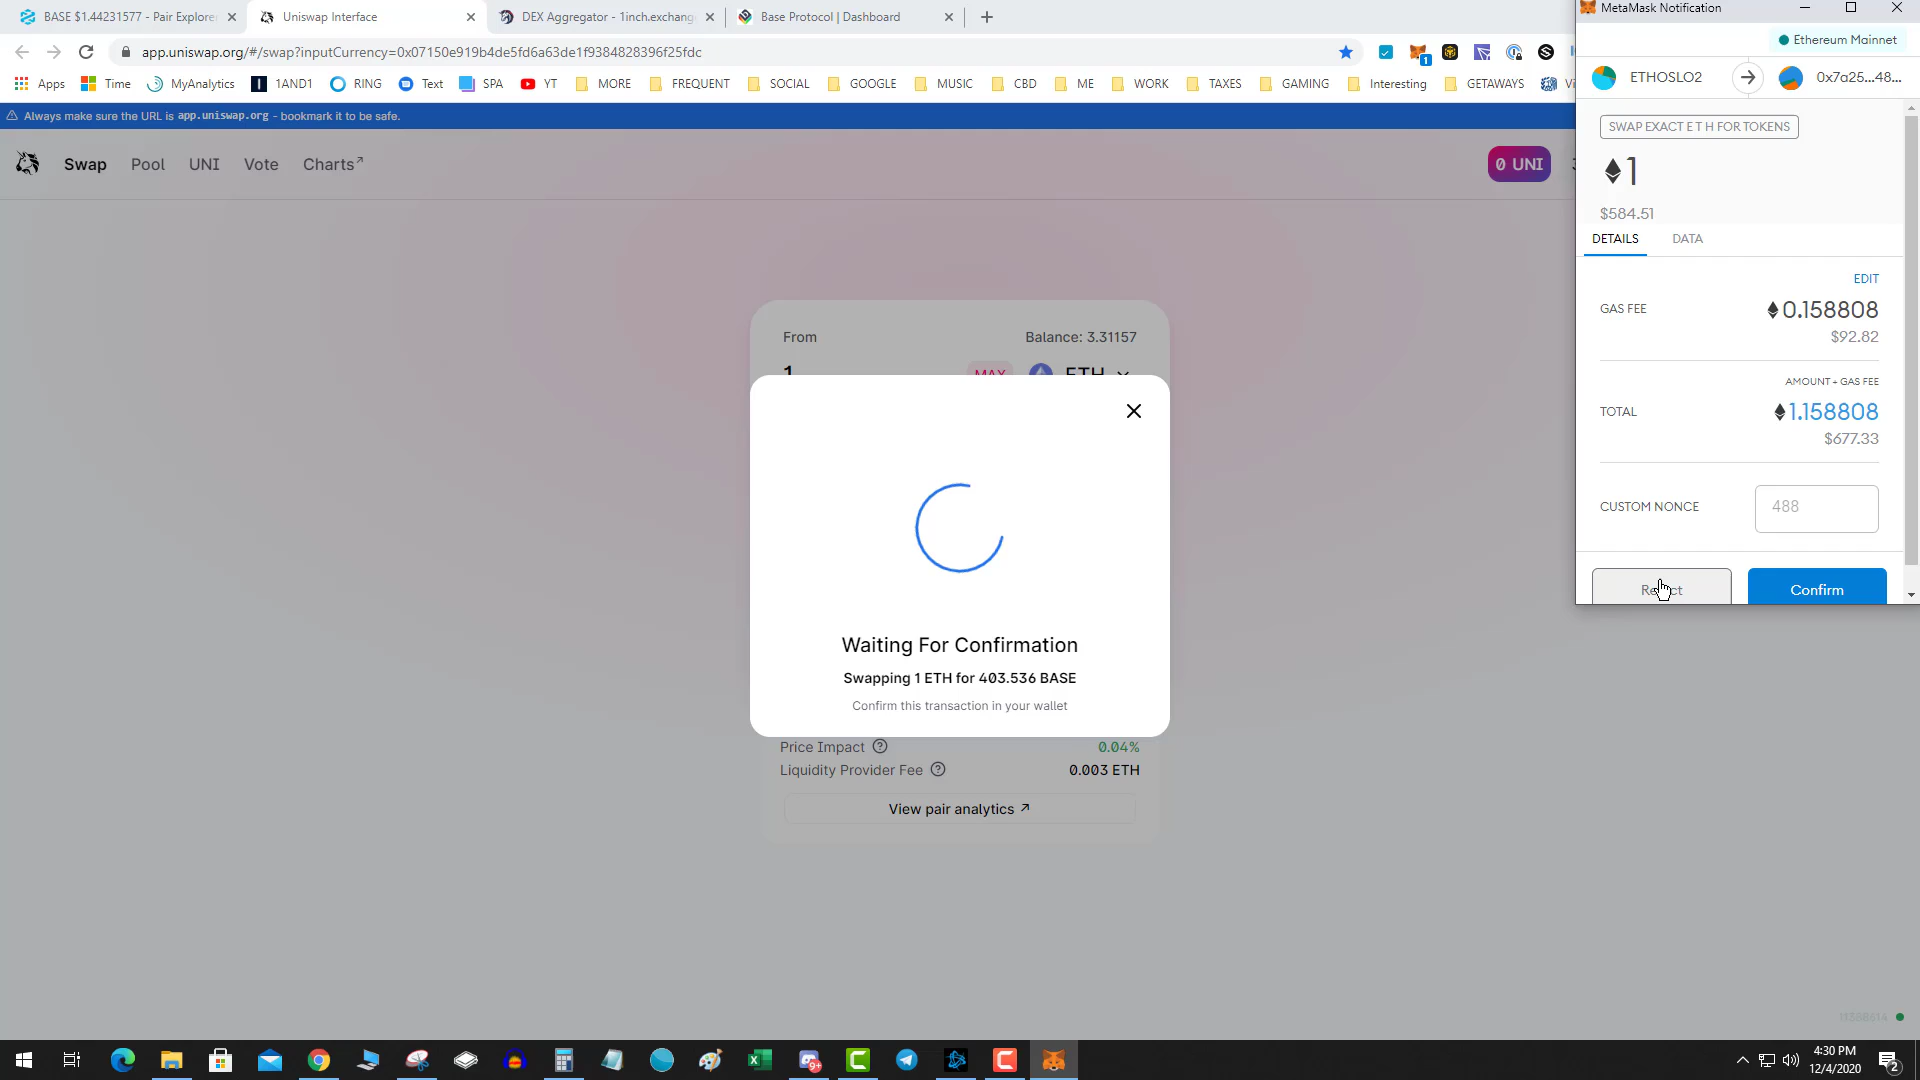 BASE $1.44231577 - Pair Explorer
Uniswap Interface
DEX Aggregator - 1inch.exchang
Base Protocol | Dashboard
app.uniswap.org/#/swap?inputCurrency=0x07150e919b4de5fd6a63de1f9384828396f25fdc
1
Apps
Time
MyAnalytics
1AND1
RING
Text
SPA
YT
MORE
FREQUENT
SOCIAL
GOOGLE
MUSIC
CBD
ME
WORK
TAXES
GAMING
Interesting
GETAWAYS
Always make sure the URL is app.uniswap.org - bookmark it to be safe.
Swap
Pool
UNI
Vote
Charts↗
0 UNI
From
Balance: 3.31157
1
MAX
ETH
Waiting For Confirmation
Swapping 1 ETH for 403.536 BASE
Confirm this transaction in your wallet
Price Impact ?
0.04%
Liquidity Provider Fee ?
0.003 ETH
View pair analytics ↗
MetaMask Notification
Ethereum Mainnet
ETHOSLO2
0x7a25...48...
SWAP EXACT E T H FOR TOKENS
1
$584.51
DETAILS
DATA
EDIT
GAS FEE
0.158808
$92.82
AMOUNT + GAS FEE
TOTAL
1.158808
$677.33
CUSTOM NONCE
488
Reject
Confirm
4:30 PM
12/4/2020
2